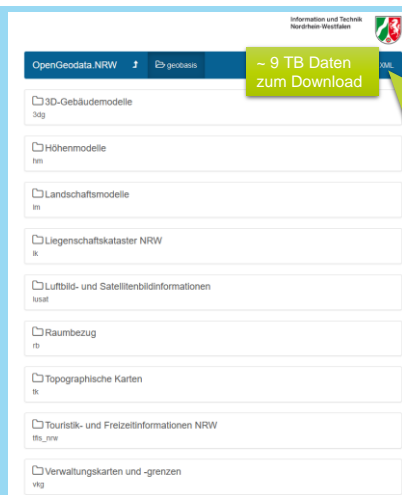 Information und Technik
Nordrhein-Westfalen
OpenGeodata.NRW geobasis XML
~ 9 TB Daten
zum Download
3D-Gebäudemodelle
3dg
Höhenmodelle
hm
Landschaftsmodelle
lm
Liegenschaftskataster NRW
lk
Luftbild- und Satellitenbildinformationen
lusat
Raumbezug
rb
Topographische Karten
tk
Touristik- und Freizeitinformationen NRW
tfis_nrw
Verwaltungskarten und -grenzen
vkg